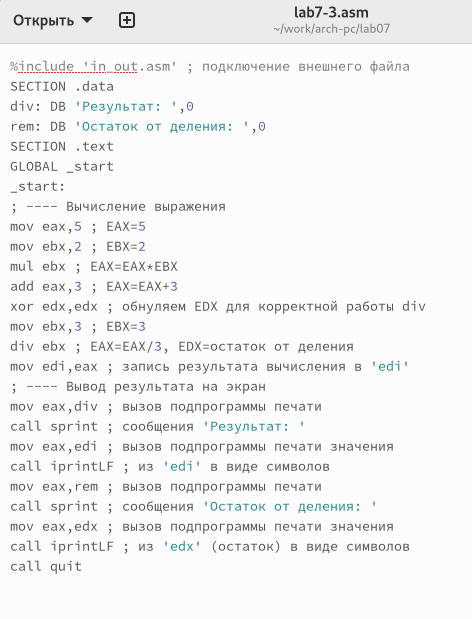 Открыть
lab7-3.asm
~/work/arch-pc/lab07
%include 'in_out.asm' ; подключение внешнего файла
SECTION .data
div: DB 'Результат: ',0
rem: DB 'Остаток от деления: ',0
SECTION .text
GLOBAL _start
_start:
; ---- Вычисление выражения
mov eax,5 ; EAX=5
mov ebx,2 ; EBX=2
mul ebx ; EAX=EAX*EBX
add eax,3 ; EAX=EAX+3
xor edx,edx ; обнуляем EDX для корректной работы div
mov ebx,3 ; EBX=3
div ebx ; EAX=EAX/3, EDX=остаток от деления
mov edi,eax ; запись результата вычисления в 'edi'
; ---- Вывод результата на экран
mov eax,div ; вызов подпрограммы печати
call sprint ; сообщения 'Результат: '
mov eax,edi ; вызов подпрограммы печати значения
call iprintLF ; из 'edi' в виде символов
mov eax,rem ; вызов подпрограммы печати
call sprint ; сообщения 'Остаток от деления: '
mov eax,edx ; вызов подпрограммы печати значения
call iprintLF ; из 'edx' (остаток) в виде символов
call quit